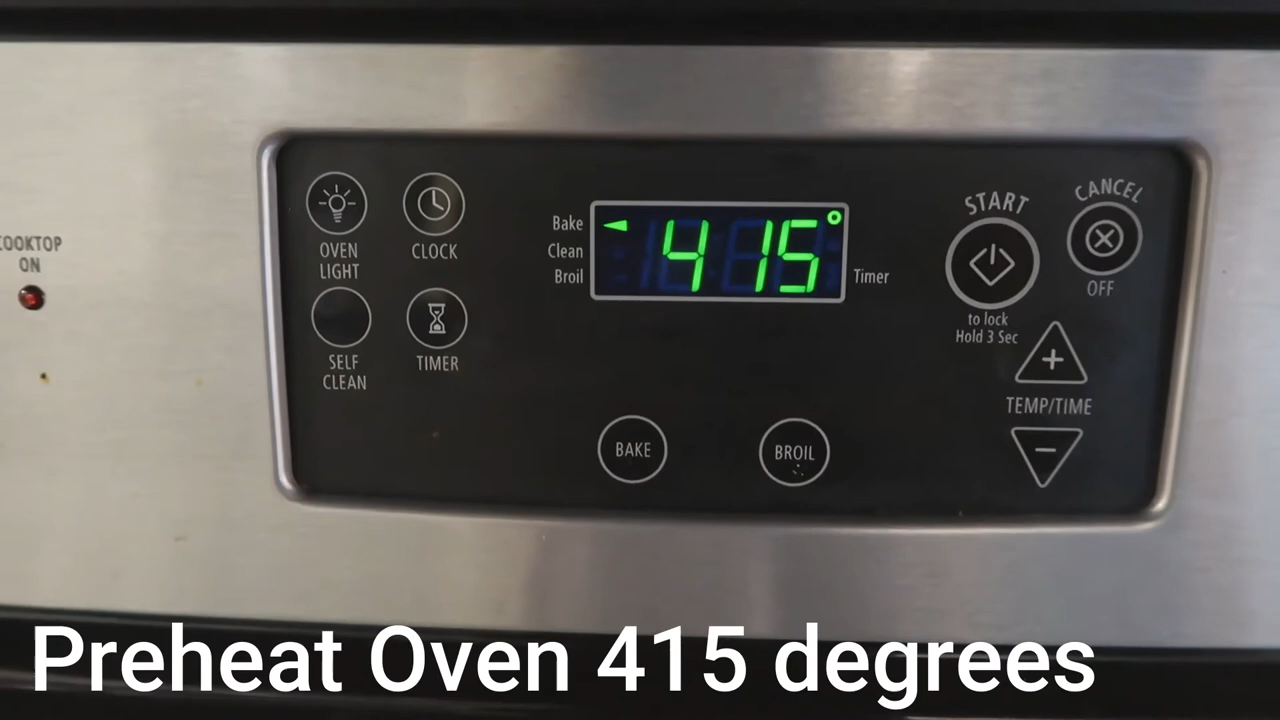 COOKTOP
ON
OVEN
LIGHT
CLOCK
SELF
CLEAN
TIMER
Bake
Clean
Broil
415°
Timer
BAKE
BROIL
START
to lock
Hold 3 Sec
CANCEL
OFF
TEMP/TIME
Preheat Oven 415 degrees